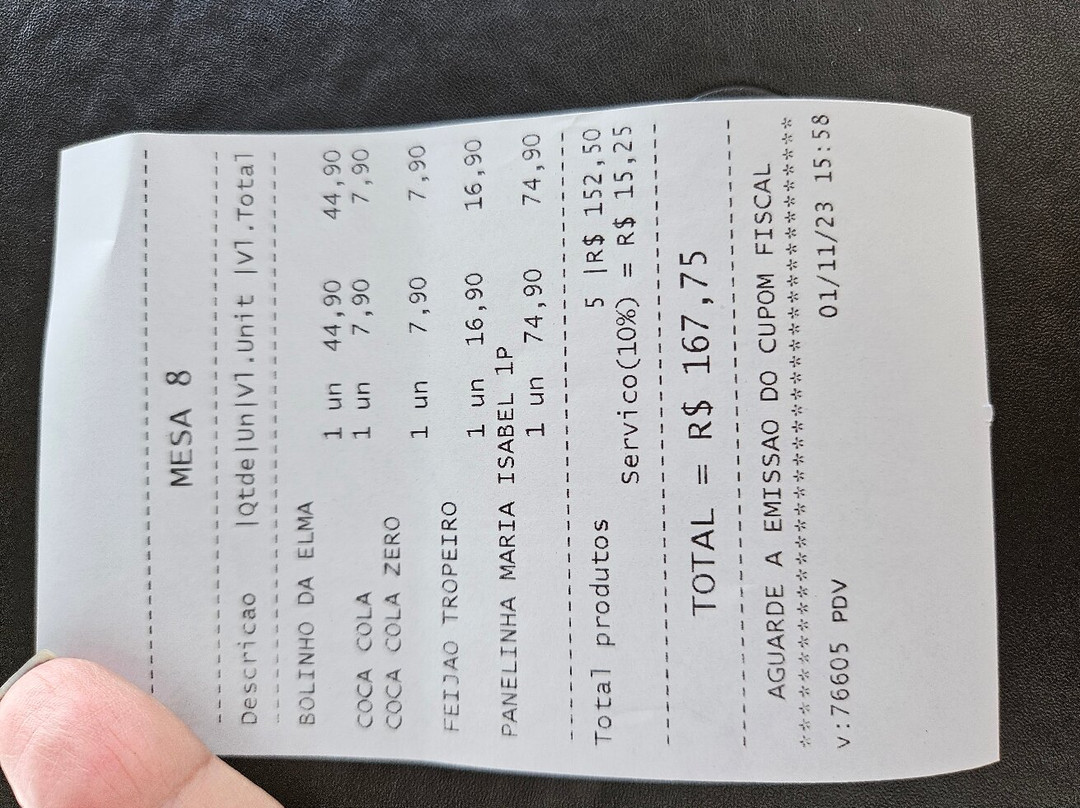 --------------------------------
MESA 8
--------------------------------
Descricao |Qtde|Un|Vl.Unit |Vl.Total
--------------------------------
BOLINHO DA ELMA
1 un 44,90 44,90
COCA COLA 1 un 7,90 7,90
COCA COLA ZERO
1 un 7,90 7,90
FEIJAO TROPEIRO
1 un 16,90 16,90
PANELINHA MARIA ISABEL 1P
1 un 74,90 74,90
--------------------------------
Total produtos 5 |R$ 152,50
Servico(10%) = R$ 15,25
--------------------------------
TOTAL = R$ 167,75
--------------------------------
AGUARDE A EMISSAO DO CUPOM FISCAL
****************************************
v:76605 PDV 01/11/23 15:58